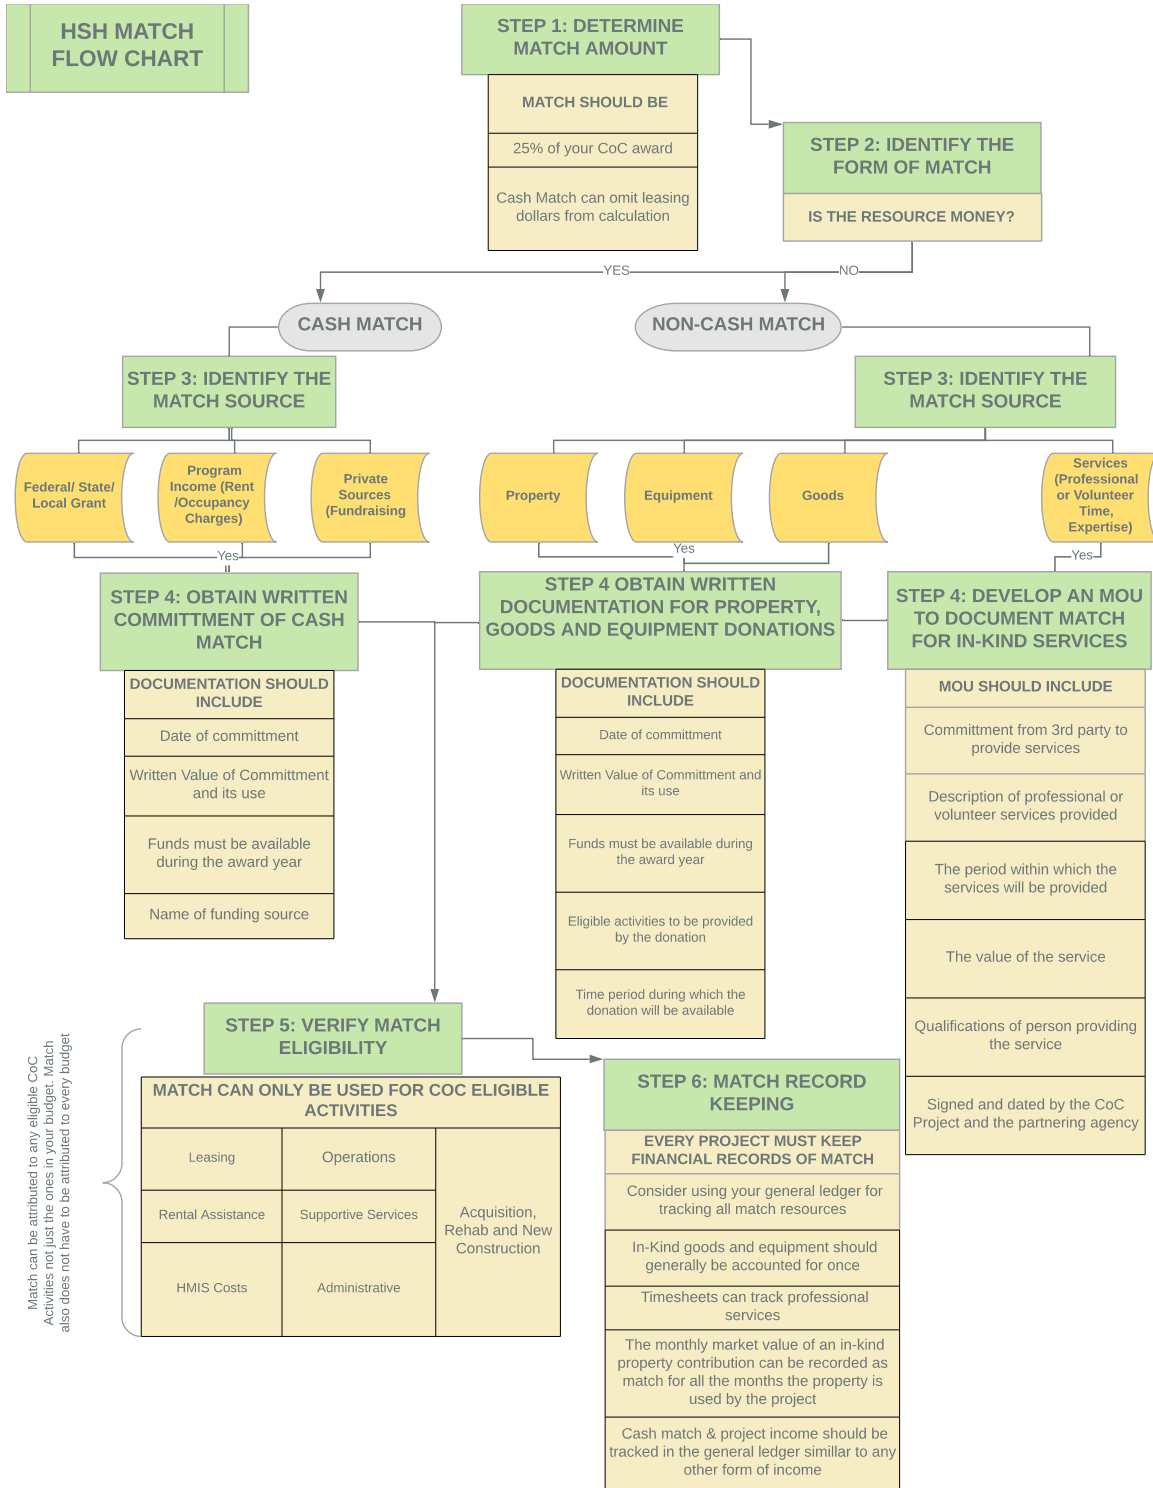 HSH MATCH
FLOW CHART
STEP 1: DETERMINE
MATCH AMOUNT
MATCH SHOULD BE
25% of your CoC award
Cash Match can omit leasing
dollars from calculation
STEP 2: IDENTIFY THE
FORM OF MATCH
IS THE RESOURCE MONEY?
YES
NO
CASH MATCH
NON-CASH MATCH
STEP 3: IDENTIFY THE
MATCH SOURCE
STEP 3: IDENTIFY THE
MATCH SOURCE
Federal/ State/
Local Grant
Program
Income (Rent
/Occupancy
Charges)
Private
Sources
(Fundraising
Property
Equipment
Goods
Services
(Professional
or Volunteer
Time,
Expertise)
Yes
Yes
Yes
STEP 4: OBTAIN WRITTEN
COMMITTMENT OF CASH
MATCH
DOCUMENTATION SHOULD
INCLUDE
Date of committment
Written Value of Committment
and its use
Funds must be available
during the award year
Name of funding source
STEP 4 OBTAIN WRITTEN
DOCUMENTATION FOR PROPERTY,
GOODS AND EQUIPMENT DONATIONS
DOCUMENTATION SHOULD
INCLUDE
Date of committment
Written Value of Committment and
its use
Funds must be available during
the award year
Eligible activities to be provided
by the donation
Time period during which the
donation will be available
STEP 4: DEVELOP AN MOU
TO DOCUMENT MATCH
FOR IN-KIND SERVICES
MOU SHOULD INCLUDE
Committment from 3rd party to
provide services
Description of professional or
volunteer services provided
The period within which the
services will be provided
The value of the service
Qualifications of person providing
the service
Signed and dated by the CoC
Project and the partnering agency
STEP 5: VERIFY MATCH
ELIGIBILITY
MATCH CAN ONLY BE USED FOR COC ELIGIBLE
ACTIVITIES
Leasing
Operations
Rental Assistance
Supportive Services
HMIS Costs
Administrative
Acquisition,
Rehab and New
Construction
Match can be attributed to any eligible CoC
Activities not just the ones in your budget. Match
also does not have to be attributed to every budget
STEP 6: MATCH RECORD
KEEPING
EVERY PROJECT MUST KEEP
FINANCIAL RECORDS OF MATCH
Consider using your general ledger for
tracking all match resources
In-Kind goods and equipment should
generally be accounted for once
Timesheets can track professional
services
The monthly market value of an in-kind
property contribution can be recorded as
match for all the months the property is
used by the project
Cash match & project income should be
tracked in the general ledger simillar to any
other form of income